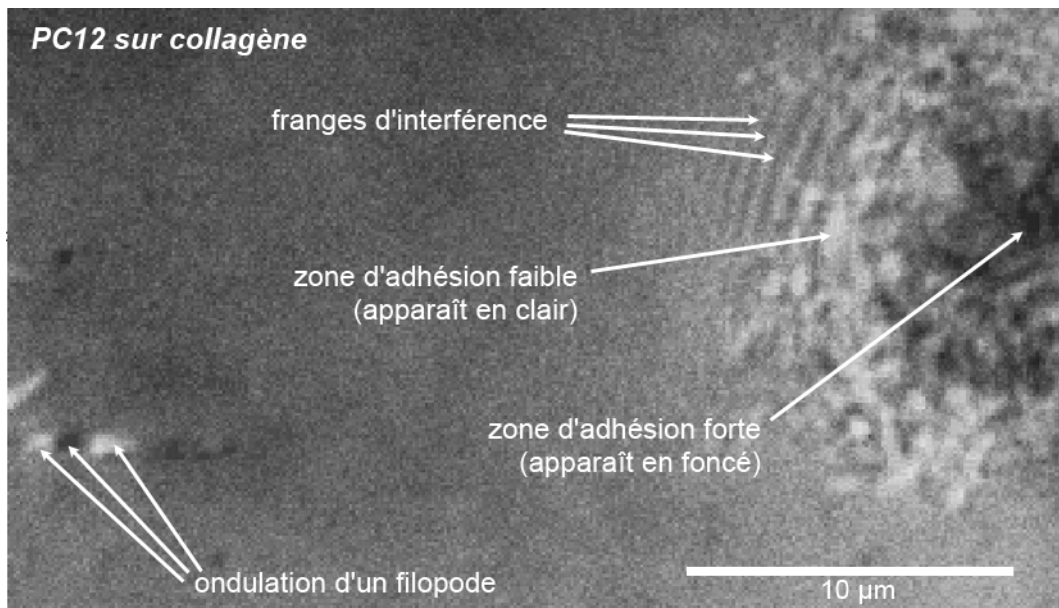 PC12 sur collagène
franges d'interférence
zone d'adhésion faible
(apparaît en clair)
zone d'adhésion forte
(apparaît en foncé)
ondulation d'un filopode
10 µm